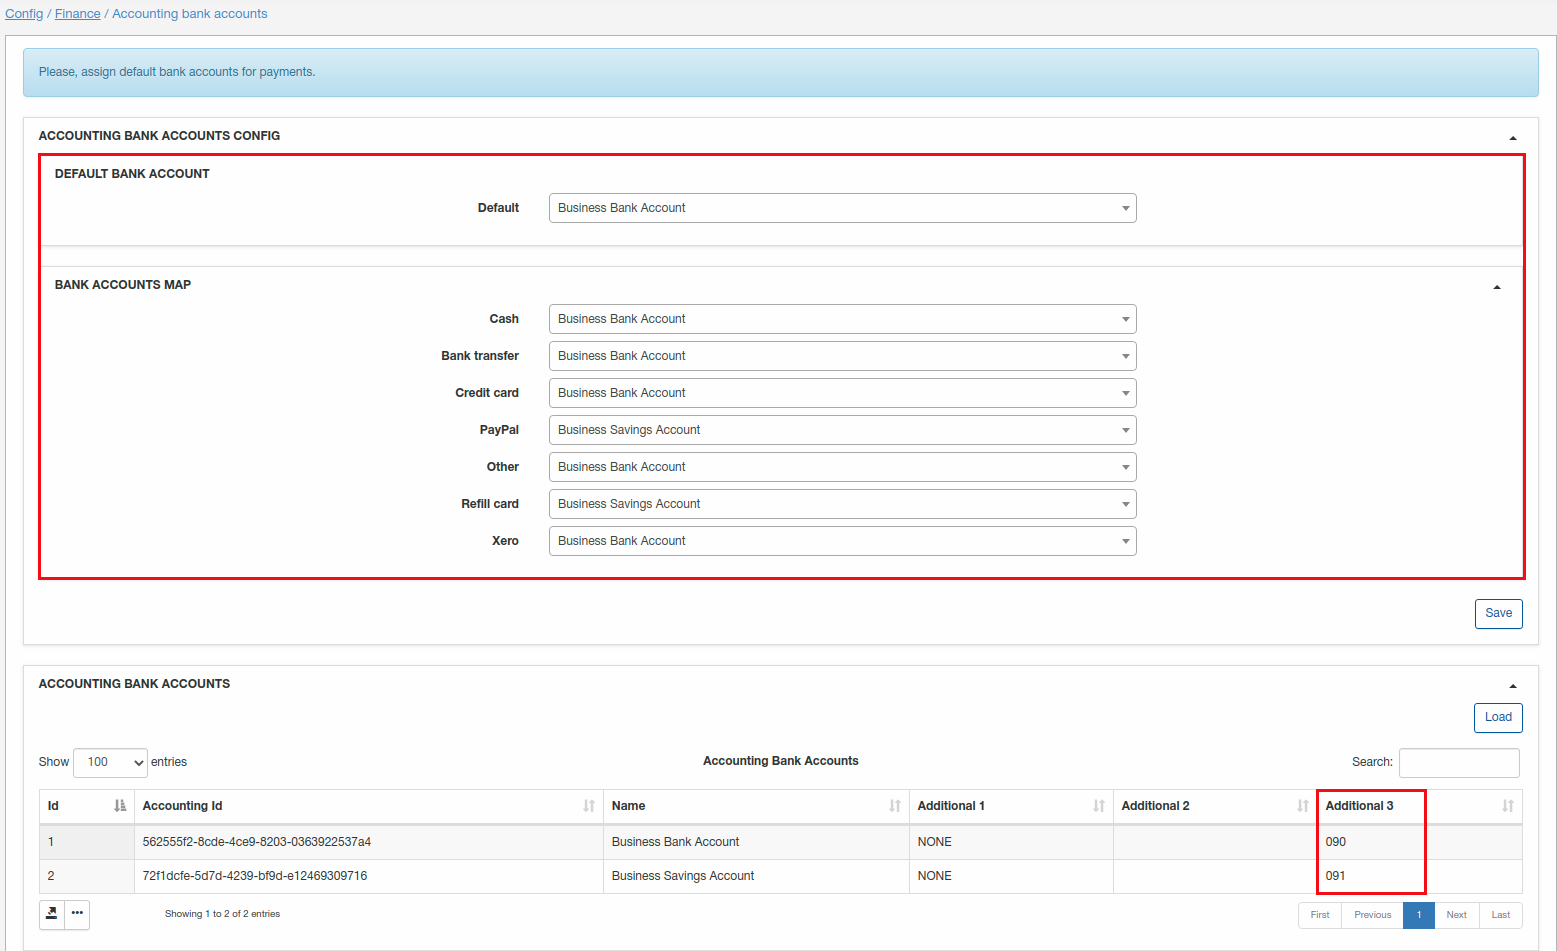 Config / Finance / Accounting bank accounts
Please, assign default bank accounts for payments.
ACCOUNTING BANK ACCOUNTS CONFIG
DEFAULT BANK ACCOUNT
Default Business Bank Account
BANK ACCOUNTS MAP
Cash Business Bank Account
Bank transfer Business Bank Account
Credit card Business Bank Account
PayPal Business Savings Account
Other Business Bank Account
Refill card Business Savings Account
Xero Business Bank Account
Save
ACCOUNTING BANK ACCOUNTS
Load
Show 100 entries Accounting Bank Accounts Search:
Id Accounting Id Name Additional 1 Additional 2 Additional 3
1 562555f2-8cde-4ce9-8203-0363922537a4 Business Bank Account NONE 090
2 72f1dcfe-5d7d-4239-bf9d-e12469309716 Business Savings Account NONE 091
Showing 1 to 2 of 2 entries First Previous 1 Next Last